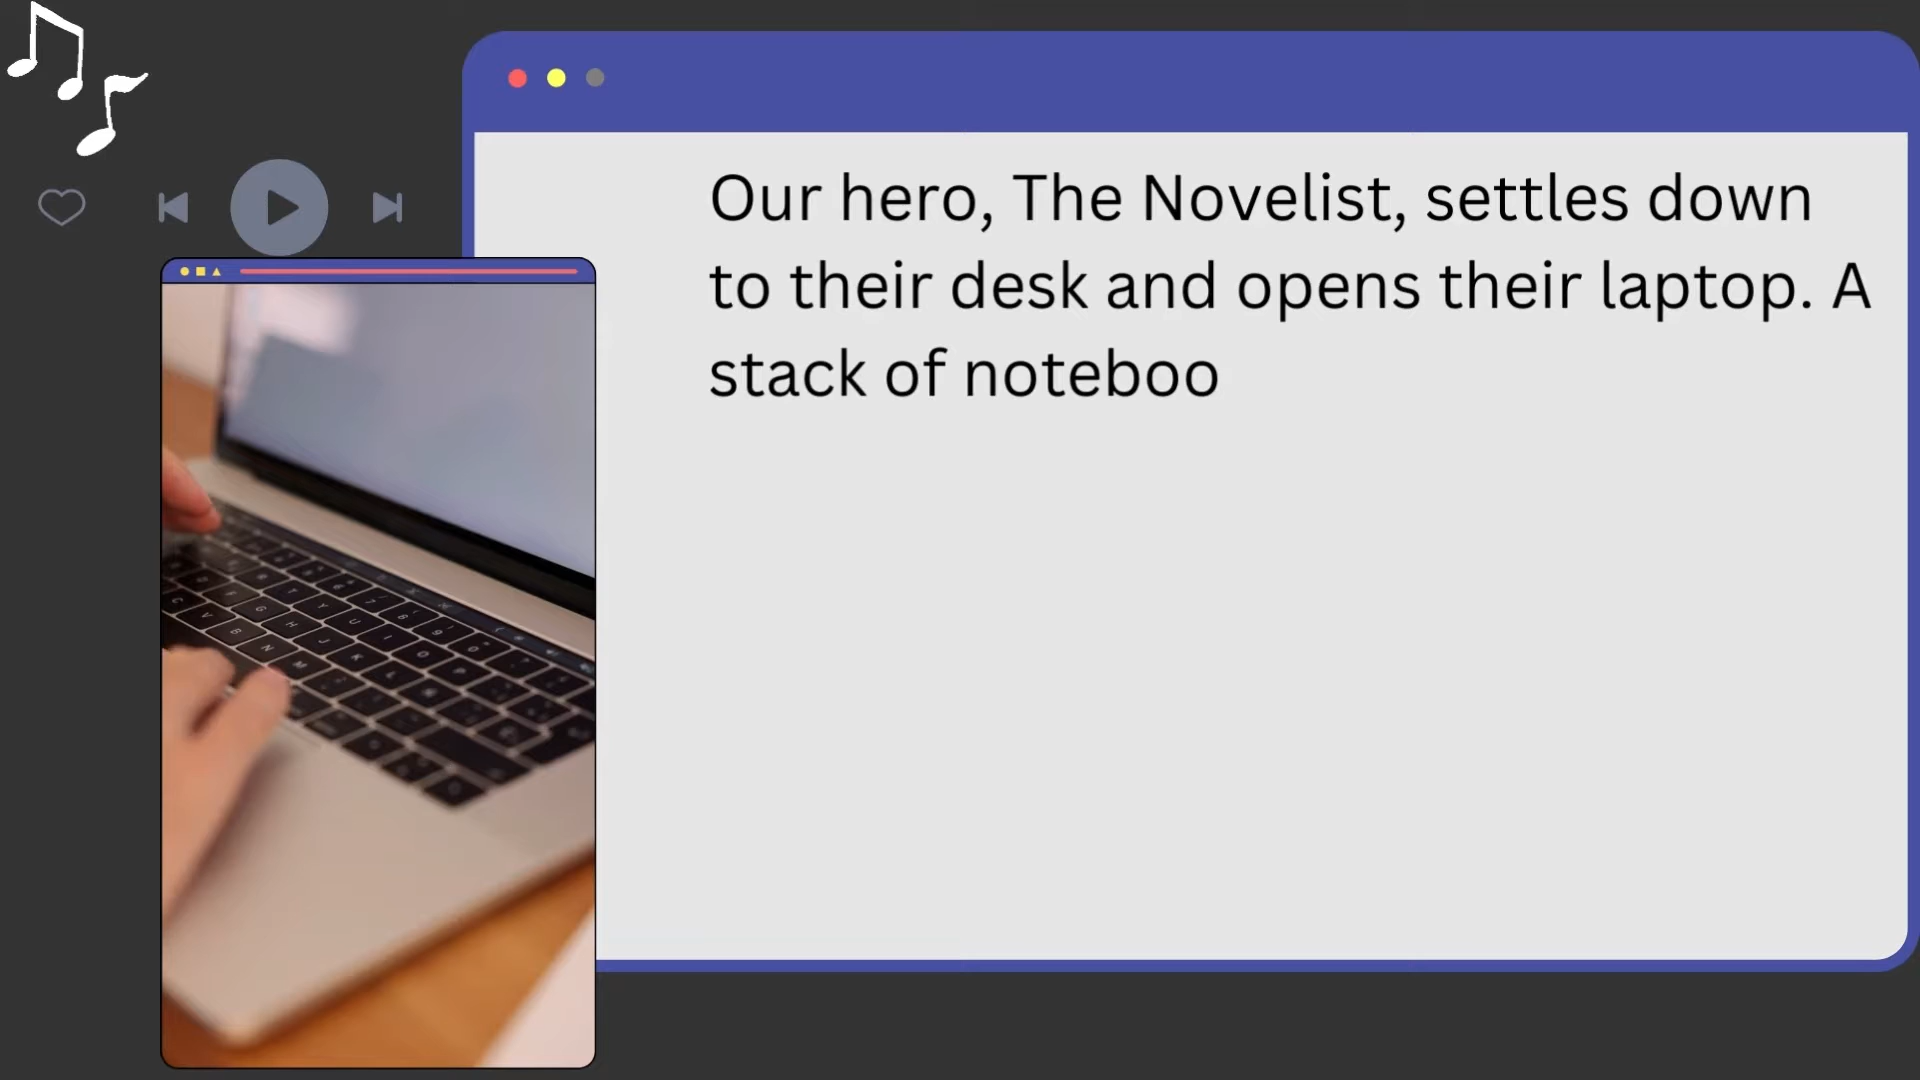 Our hero, The Novelist, settles down
to their desk and opens their laptop. A
stack of noteboo